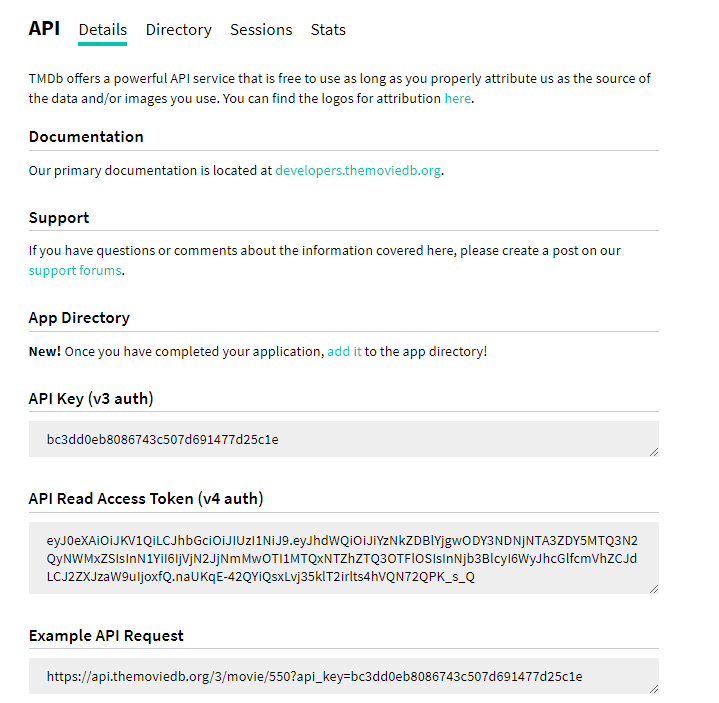 API Details Directory Sessions Stats
TMDb offers a powerful API service that is free to use as long as you properly attribute us as the source of
the data and/or images you use. You can find the logos for attribution here.
Documentation
Our primary documentation is located at developers.themoviedb.org.
Support
If you have questions or comments about the information covered here, please create a post on our
support forums.
App Directory
New! Once you have completed your application, add it to the app directory!
API Key (v3 auth)
bc3dd0eb8086743c507d691477d25c1e
API Read Access Token (v4 auth)
eyJ0eXAiOiJKV1QiLCJhbGciOiJIUzI1NiJ9.eyJhdWQiOiJiYzNkZDBlYjgwODY3NDNjNTA3ZDY5MTQ3N2
QyNWMxZSIsInN1YiI6IjVjN2JjNmMwOTI1MTQxNTZhZTQ3OTFlOSIsInNjb3BlcyI6WyJhcGlfcmVhZCJd
LCJ2ZXJzaW9uIjoxfQ.naUKqE-42QYiQsxLvj35klT2irlts4hVQN72QPK_s_Q
Example API Request
https://api.themoviedb.org/3/movie/550?api_key=bc3dd0eb8086743c507d691477d25c1e